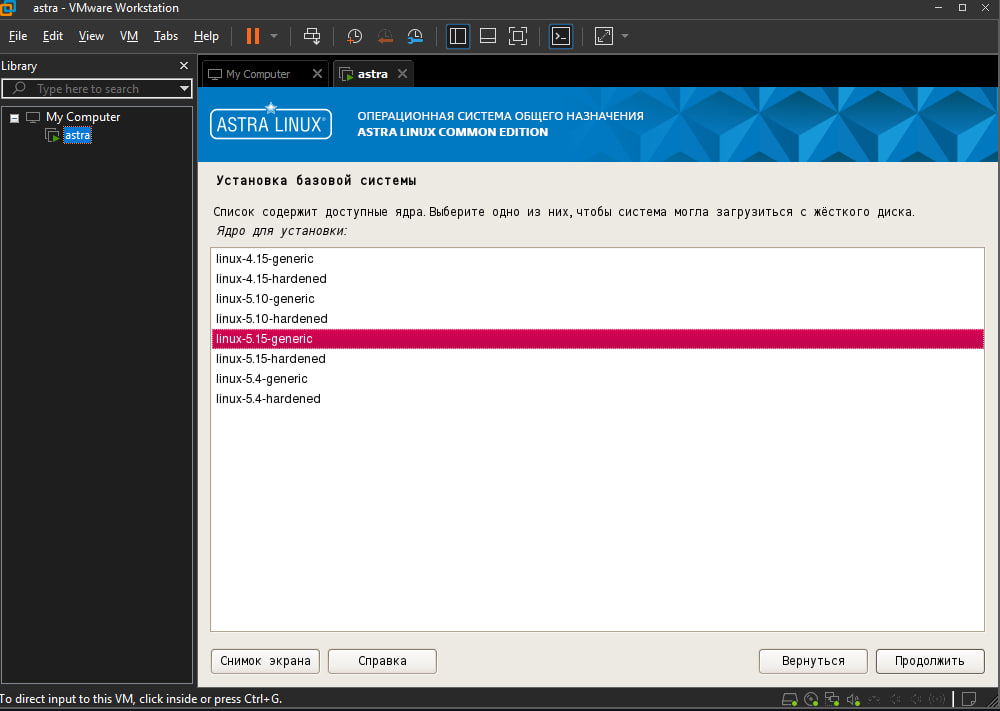 astra - VMware Workstation
File Edit View VM Tabs Help
Library
Type here to search
My Computer
astra
My Computer
astra
ASTRA LINUX®
ОПЕРАЦИОННАЯ СИСТЕМА ОБЩЕГО НАЗНАЧЕНИЯ
ASTRA LINUX COMMON EDITION
Установка базовой системы
Список содержит доступные ядра. Выберите одно из них, чтобы система могла загрузиться с жёсткого диска.
Ядро для установки:
linux-4.15-generic
linux-4.15-hardened
linux-5.10-generic
linux-5.10-hardened
linux-5.15-generic
linux-5.15-hardened
linux-5.4-generic
linux-5.4-hardened
Снимок экрана Справка Вернуться Продолжить
To direct input to this VM, click inside or press Ctrl+G.